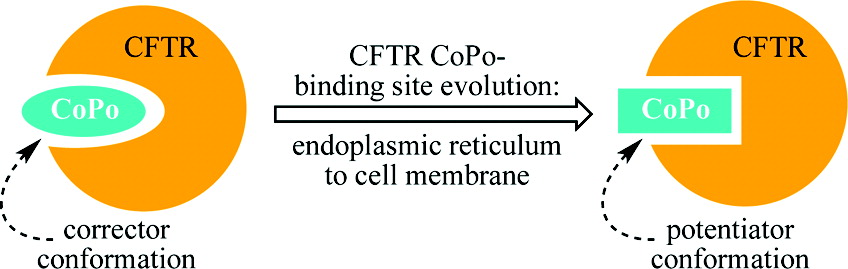 CFTR
CoPo
corrector
conformation
CFTR CoPo-
binding site evolution:
endoplasmic reticulum
to cell membrane
CFTR
CoPo
potentiator
conformation